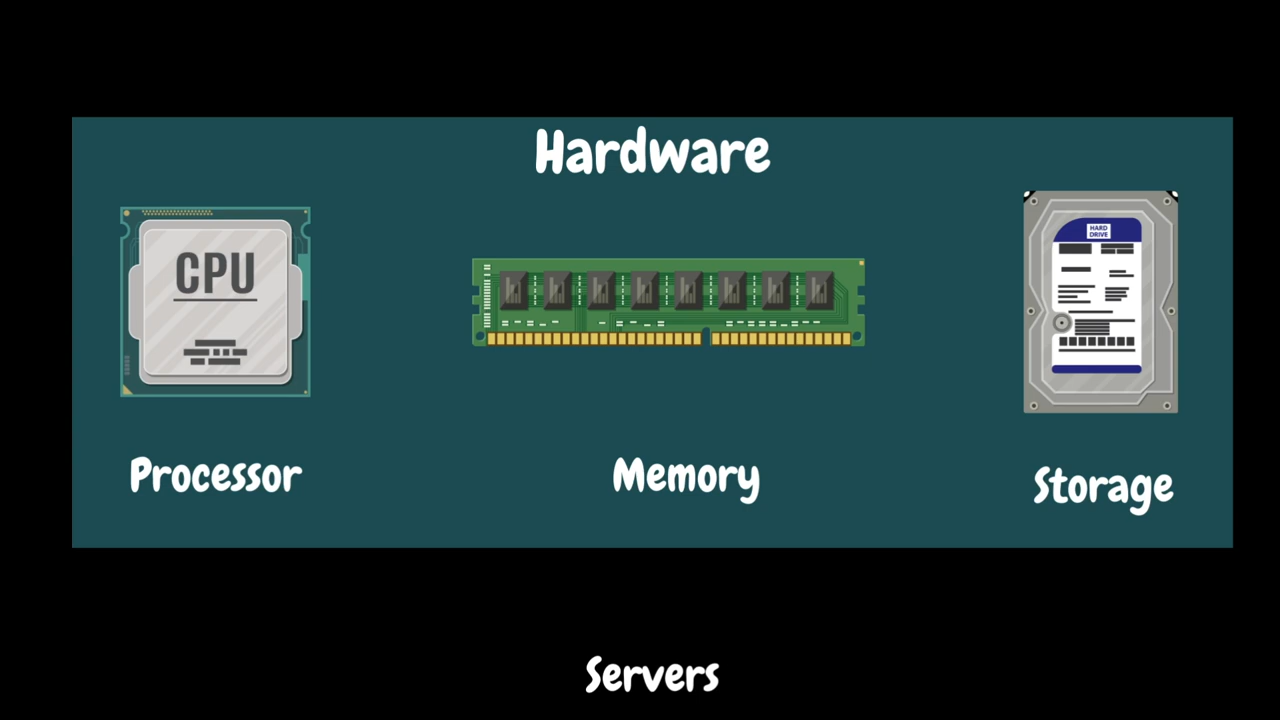 Hardware
CPU
HARD
DRIVE
Processor
Memory
Storage
Servers